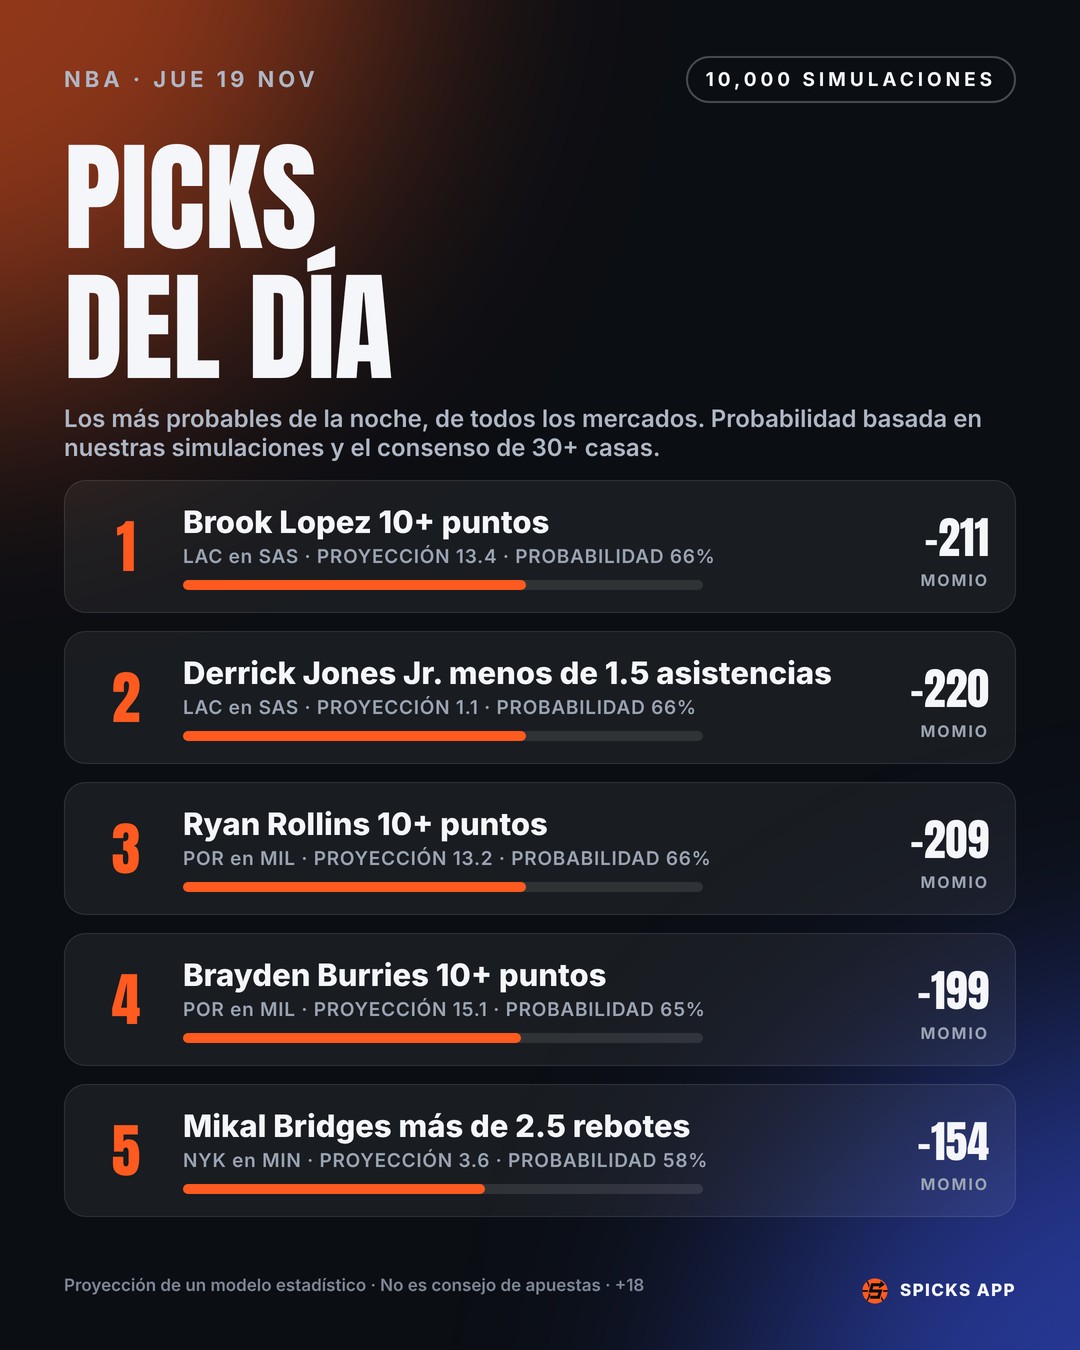 NBA · JUE 19 NOV
10,000 SIMULACIONES
PICKS
DEL DÍA
Los más probables de la noche, de todos los mercados. Probabilidad basada en
nuestras simulaciones y el consenso de 30+ casas.
1
Brook Lopez 10+ puntos
LAC en SAS · PROYECCIÓN 13.4 · PROBABILIDAD 66%
-211
MOMIO
2
Derrick Jones Jr. menos de 1.5 asistencias
LAC en SAS · PROYECCIÓN 1.1 · PROBABILIDAD 66%
-220
MOMIO
3
Ryan Rollins 10+ puntos
POR en MIL · PROYECCIÓN 13.2 · PROBABILIDAD 66%
-209
MOMIO
4
Brayden Burries 10+ puntos
POR en MIL · PROYECCIÓN 15.1 · PROBABILIDAD 65%
-199
MOMIO
5
Mikal Bridges más de 2.5 rebotes
NYK en MIN · PROYECCIÓN 3.6 · PROBABILIDAD 58%
-154
MOMIO
Proyección de un modelo estadístico · No es consejo de apuestas · +18
SPICKS APP